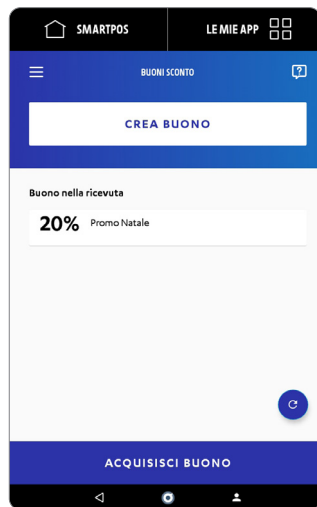 SMARTPOS
LE MIE APP
BUONI SCONTO
CREA BUONO
Buono nella ricevuta
20% Promo Natale
ACQUISISCI BUONO